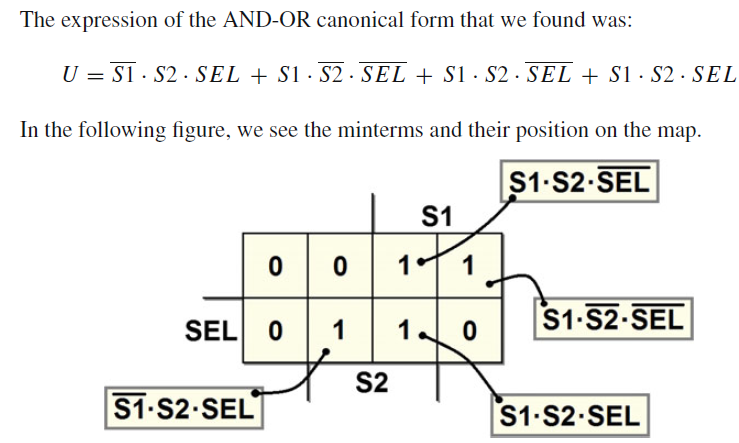 The expression of the AND-OR canonical form that we found was:
U = S̅1̅ · S2 · SEL + S1 · S̅2̅ · S̅E̅L̅ + S1 · S2 · S̅E̅L̅ + S1 · S2 · SEL
In the following figure, we see the minterms and their position on the map.
S1·S2·S̅E̅L̅
S1
0 0 1 1
SEL 0 1 1 0
S1·S̅2̅·S̅E̅L̅
S2
S̅1̅·S2·SEL
S1·S2·SEL